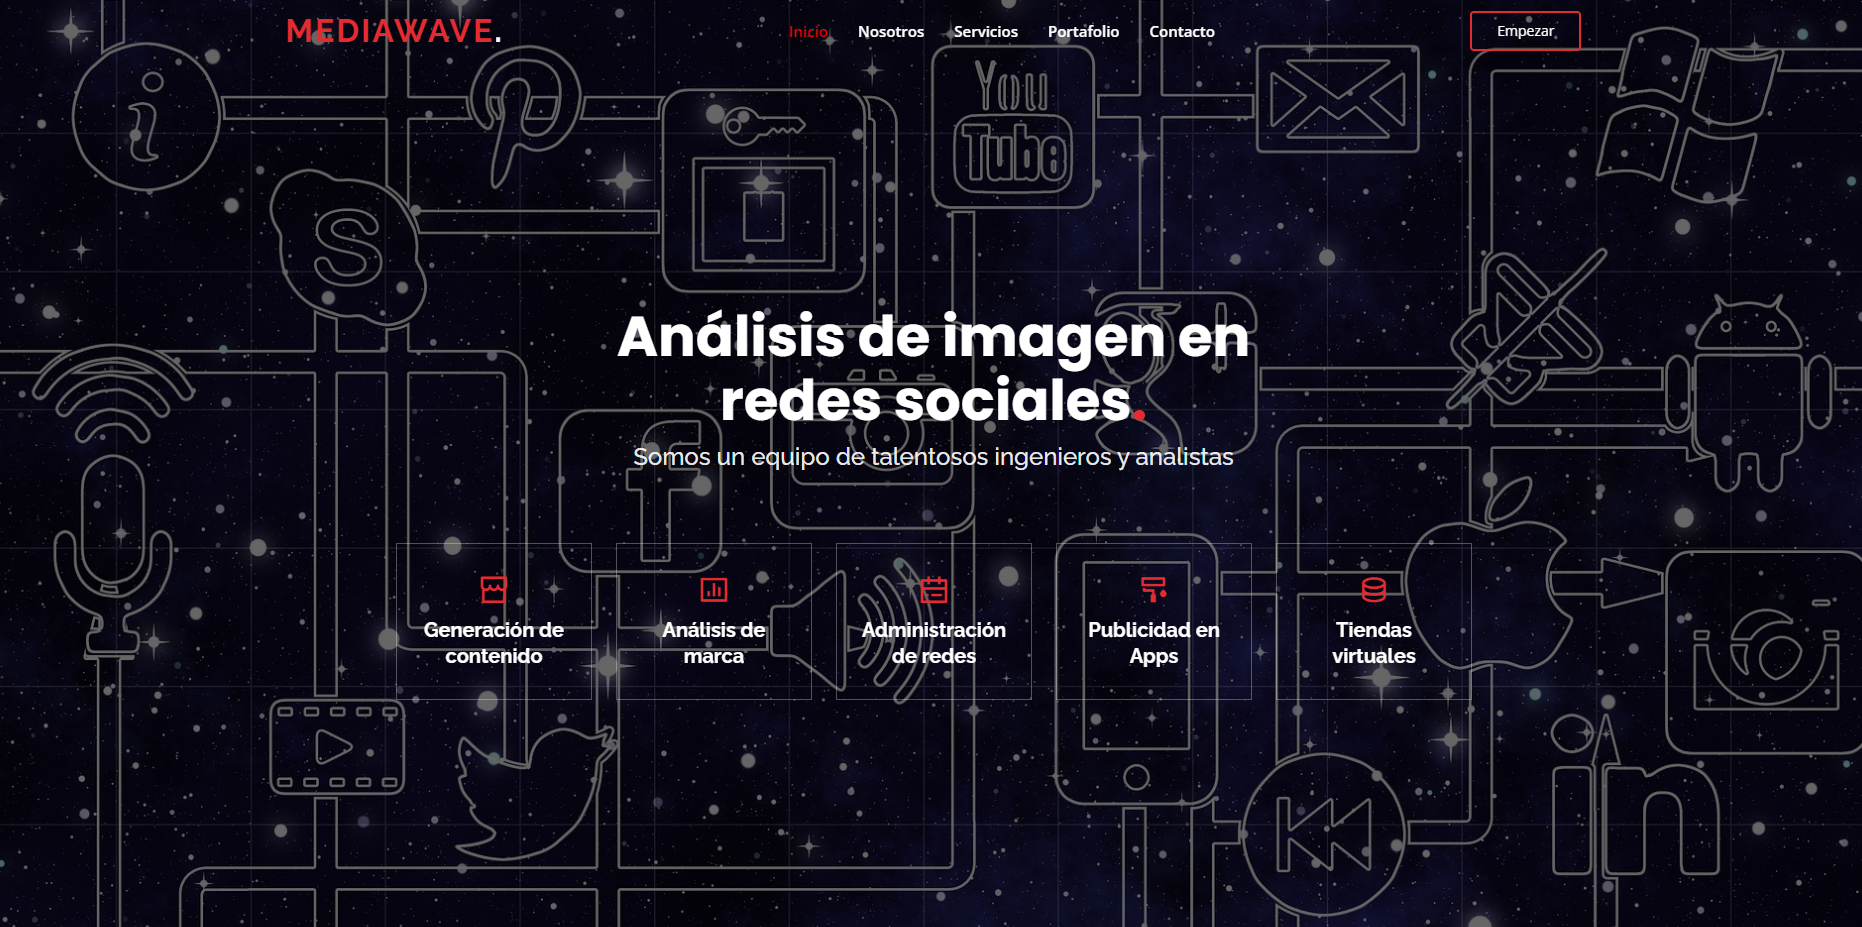 MEDIAWAVE.
Inicio Nosotros Servicios Portafolio Contacto
Empezar
You
Tube
Análisis de imagen en
redes sociales.
Somos un equipo de talentosos ingenieros y analistas
Generación de
contenido
Análisis de
marca
Administración
de redes
Publicidad en
Apps
Tiendas
virtuales
i
S
g+
f
in